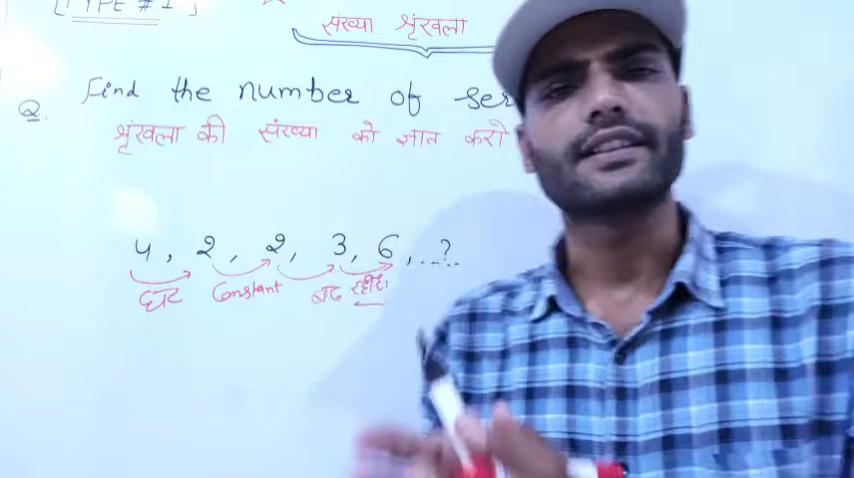 [TYPE # 1]
संख्या श्रृंखला
Q. Find the number of ser
श्रृंखला की संख्या को ज्ञात करो
4, 2, 2, 3, 6, ...?
घट Constant बढ़ रही है।